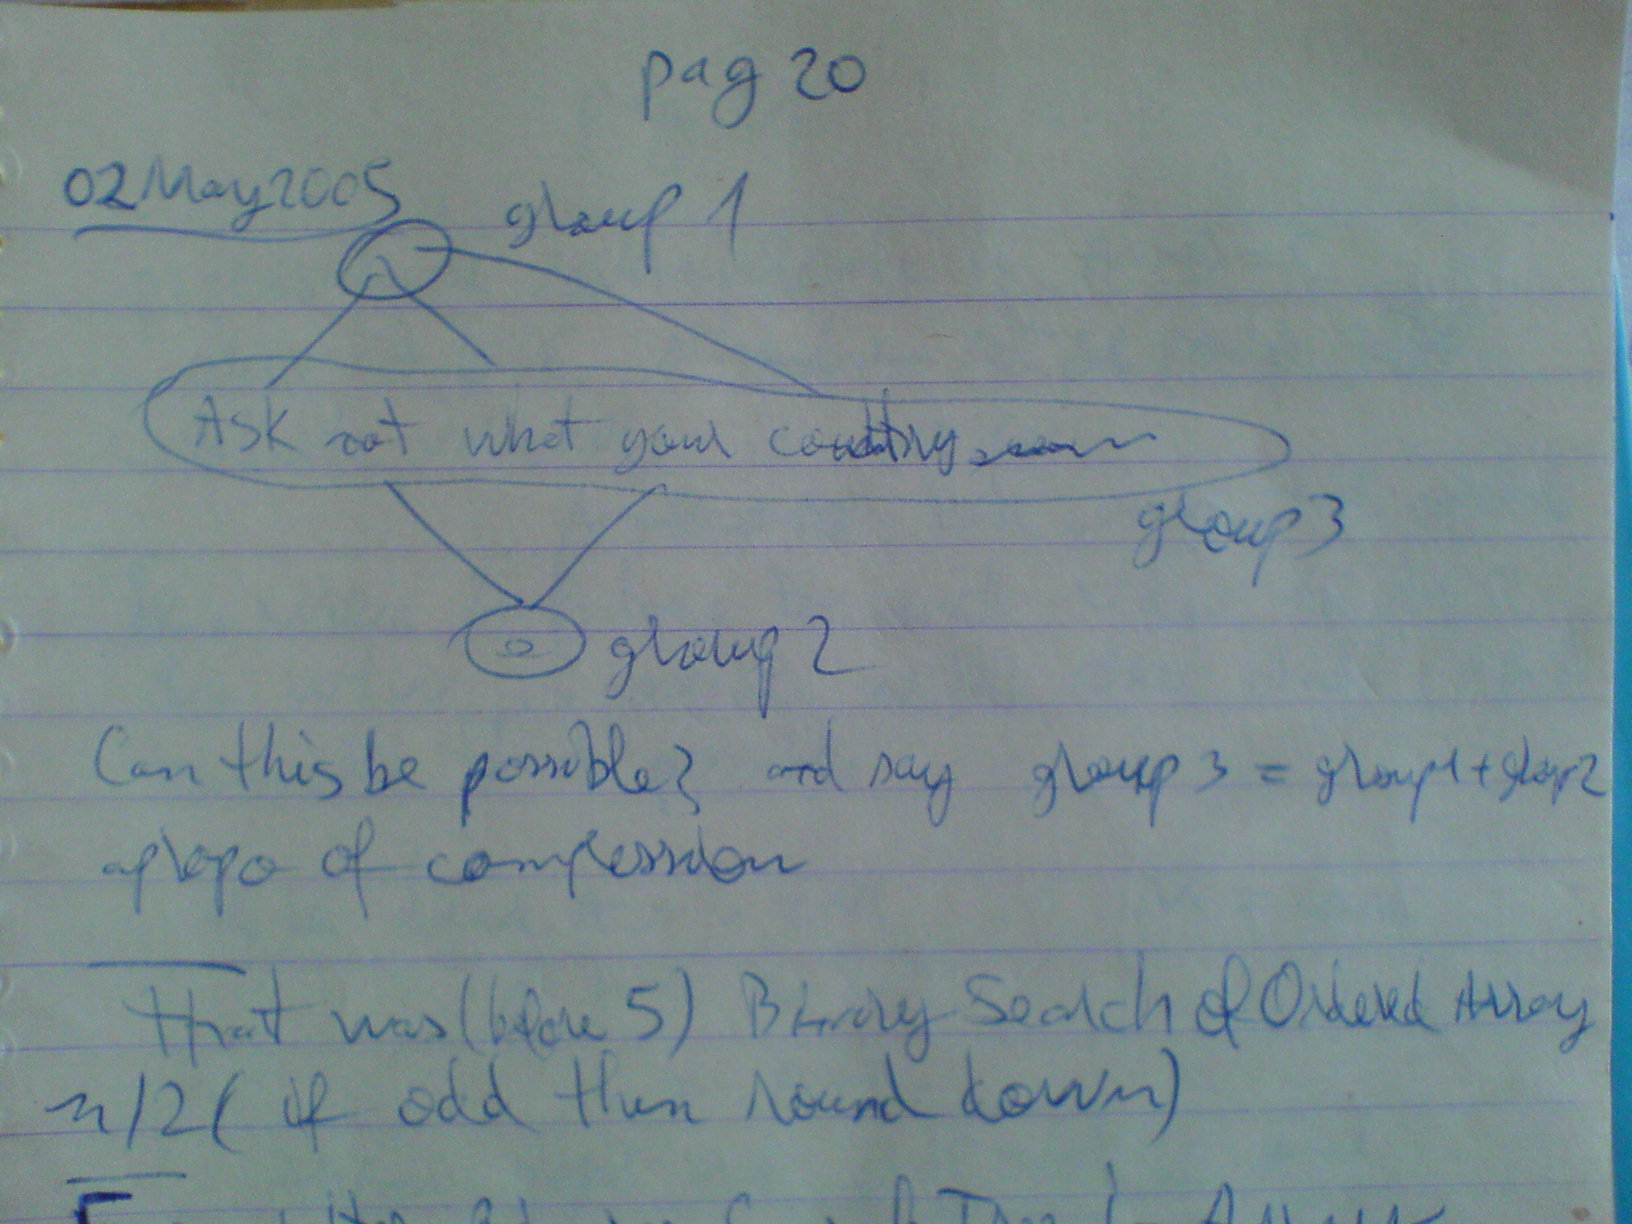 pag 20
02May2005
group 1
Ask not what your country
group 3
group 2
Can this be possible? and say group 3 = group1+group2
apropo of compression
That was (before 5) Binary Search of Ordered Array
n/2 ( if odd then round down)